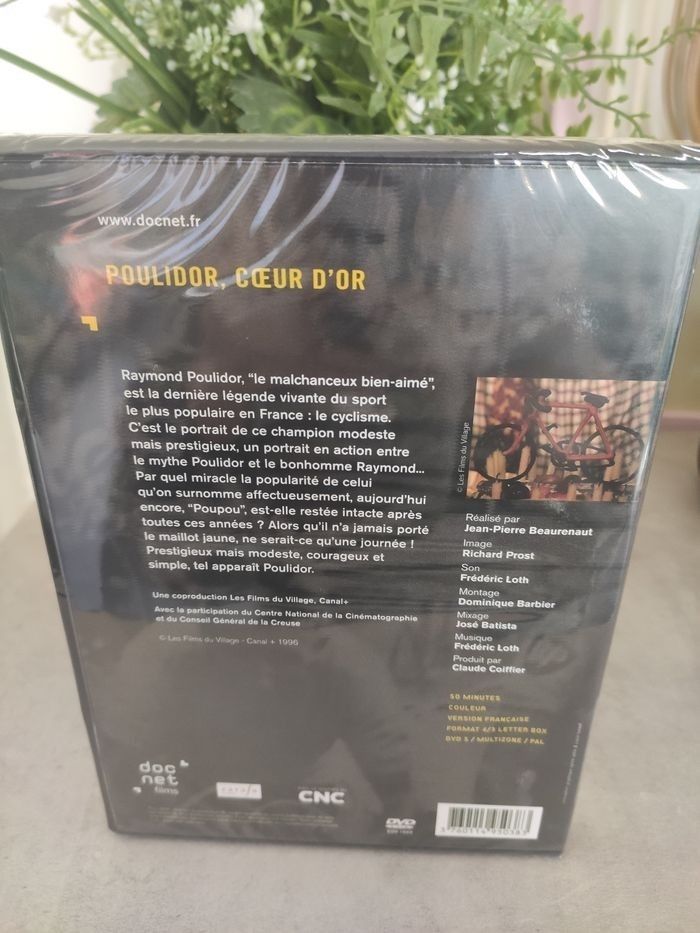 www.docnet.fr
POULIDOR, CŒUR D'OR
Raymond Poulidor, "le malchanceux bien-aimé",
est la dernière légende vivante du sport
le plus populaire en France : le cyclisme.
C'est le portrait de ce champion modeste
mais prestigieux, un portrait en action entre
le mythe Poulidor et le bonhomme Raymond...
Par quel miracle la popularité de celui
qu'on surnomme affectueusement, aujourd'hui
encore, "Poupou", est-elle restée intacte après
toutes ces années ? Alors qu'il n'a jamais porté
le maillot jaune, ne serait-ce qu'une journée !
Prestigieux mais modeste, courageux et
simple, tel apparaît Poulidor.
Une coproduction Les Films du Village, Canal+
Avec la participation du Centre National de la Cinématographie
et du Conseil Général de la Creuse
© Les Films du Village - Canal + 1996
© Les Films du Village
Réalisé par
Jean-Pierre Beaurenaut
Image
Richard Prost
Son
Frédéric Loth
Montage
Dominique Barbier
Mixage
José Batista
Musique
Frédéric Loth
Produit par
Claude Coiffier
50 MINUTES
COULEUR
VERSION FRANÇAISE
FORMAT 4/3 LETTER BOX
DVD 5 / MULTIZONE / PAL
doc
net
films
CNC
DVD
3760114950383